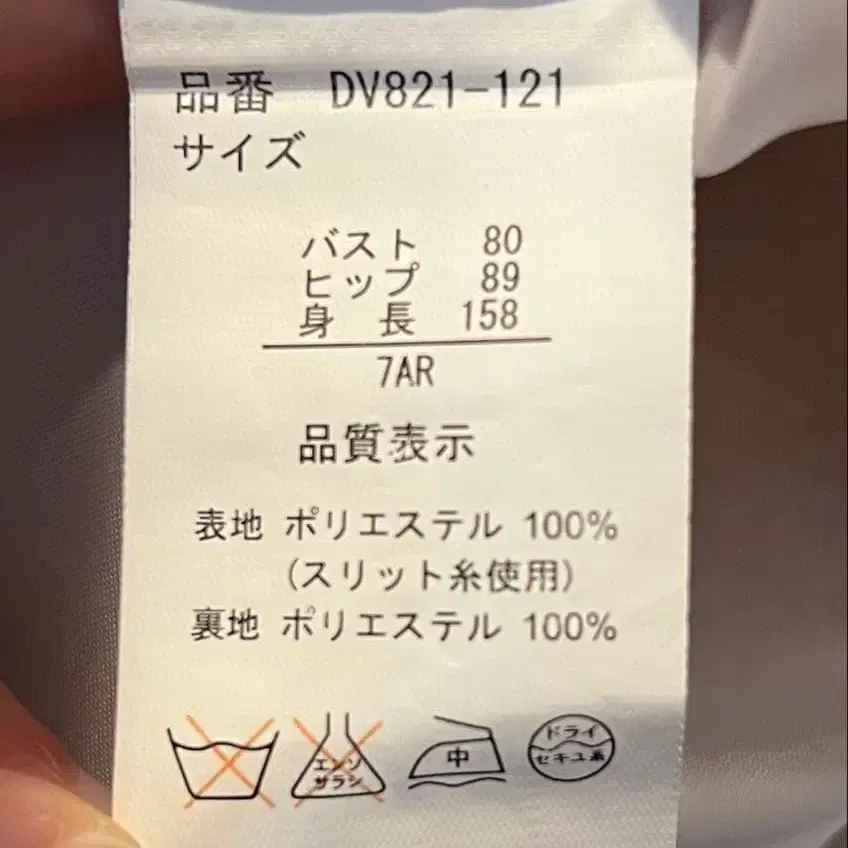 品番 DV821-121
サイズ
バスト 80
ヒップ 89
身 長 158
7AR
品質表示
表地 ポリエステル 100%
(スリット糸使用)
裏地 ポリエステル 100%
エンソ
サラシ
中
ドライ
セキユ系